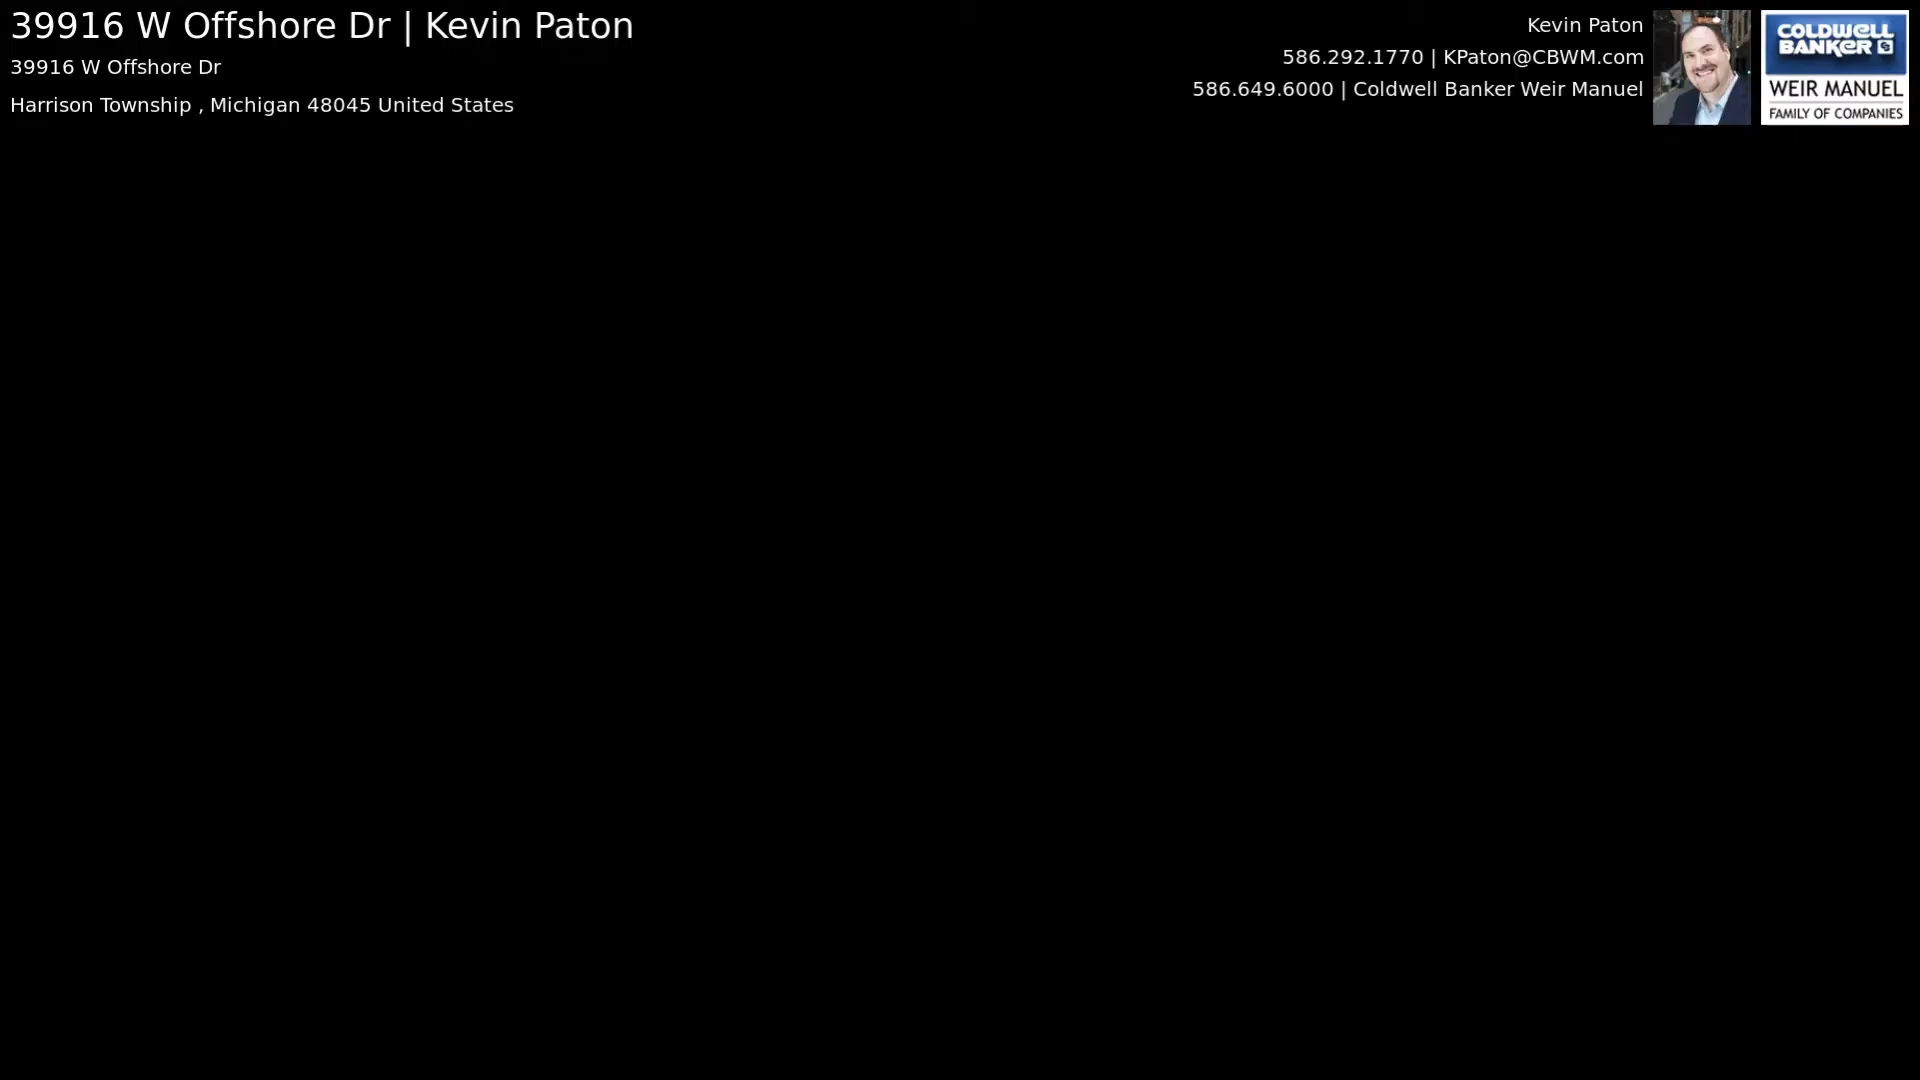 39916 W Offshore Dr | Kevin Paton
39916 W Offshore Dr
Harrison Township , Michigan 48045 United States
Kevin Paton
586.292.1770 | KPaton@CBWM.com
586.649.6000 | Coldwell Banker Weir Manuel
COLDWELL
BANKER
WEIR MANUEL
FAMILY OF COMPANIES